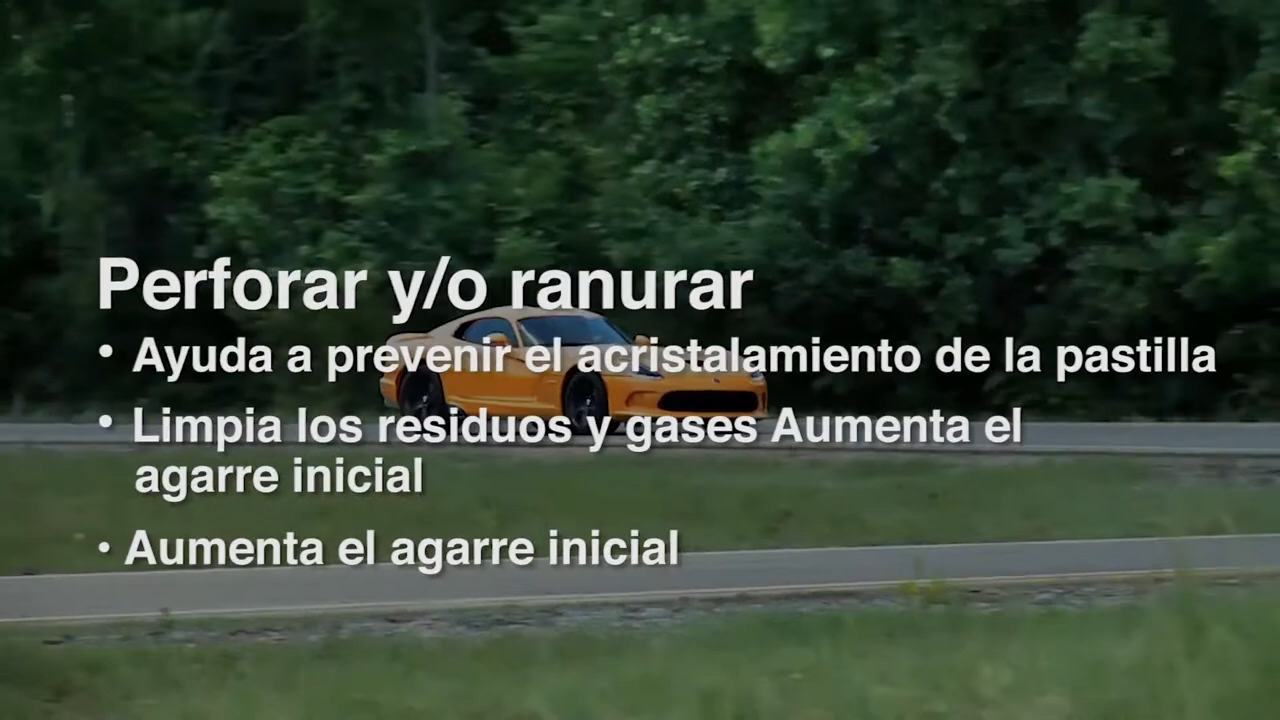 Perforar y/o ranurar
• Ayuda a prevenir el acristalamiento de la pastilla
• Limpia los residuos y gases Aumenta el
agarre inicial
• Aumenta el agarre inicial